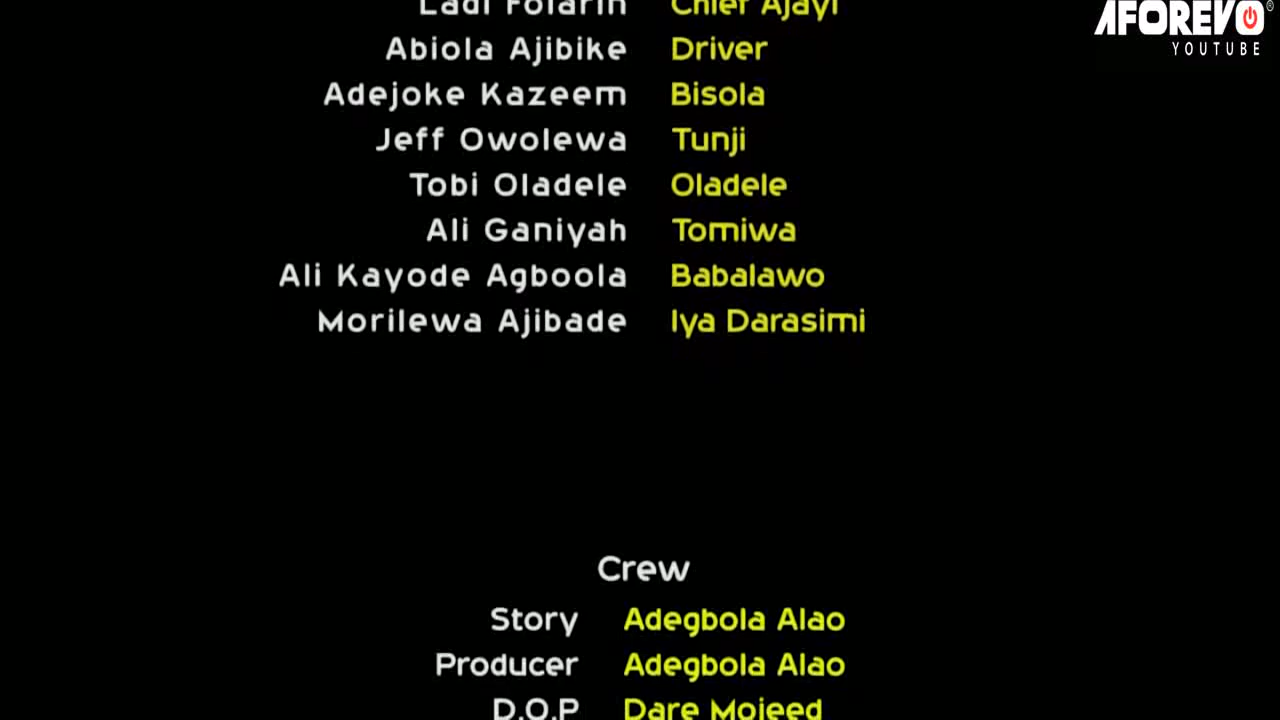 AFOREVO®
YOUTUBE
Ladi Folarin Chief Ajayi
Abiola Ajibike Driver
Adejoke Kazeem Bisola
Jeff Owolewa Tunji
Tobi Oladele Oladele
Ali Ganiyah Tomiwa
Ali Kayode Agboola Babalawo
Morilewa Ajibade Iya Darasimi
Crew
Story Adegbola Alao
Producer Adegbola Alao
D.O.P Dare Mojeed